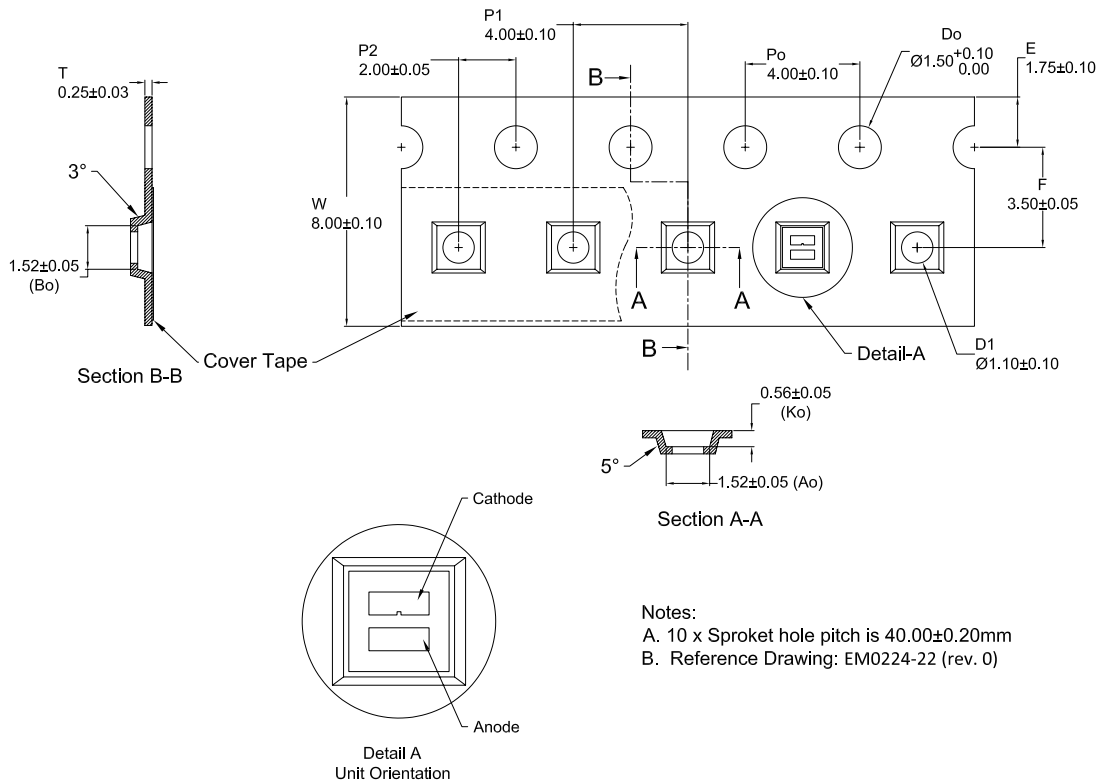 P1
4.00±0.10
P2
2.00±0.05
Po
4.00±0.10
Do
Ø1.50 +0.10
0.00
E
1.75±0.10
T
0.25±0.03
B
3°
W
8.00±0.10
F
3.50±0.05
1.52±0.05
(Bo)
A
A
B
Cover Tape
Section B-B
Detail-A
D1
Ø1.10±0.10
0.56±0.05
(Ko)
5°
1.52±0.05 (Ao)
Section A-A
Cathode
Anode
Detail A
Unit Orientation
Notes:
A. 10 x Sproket hole pitch is 40.00±0.20mm
B. Reference Drawing: EM0224-22 (rev. 0)